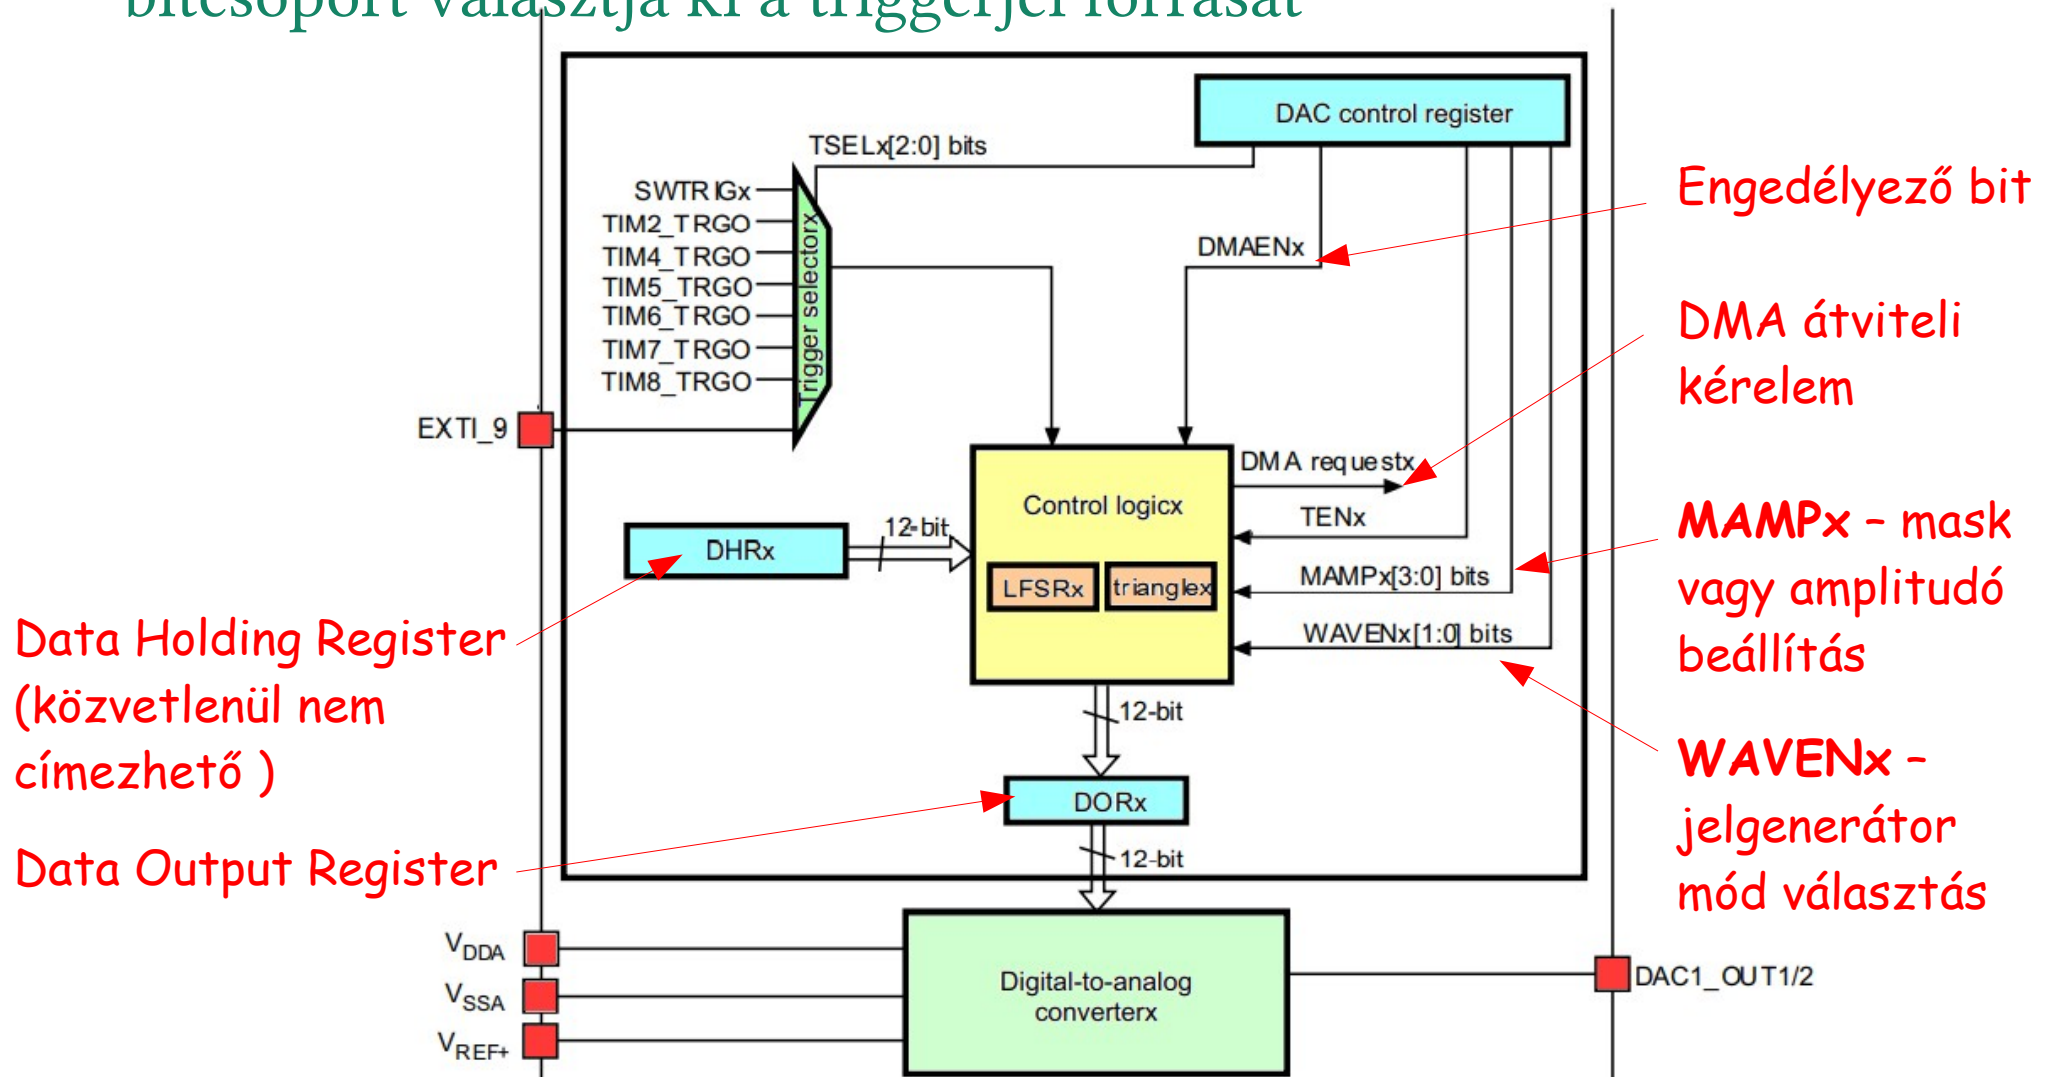 bitcsoport választja ki a triggerjel forrását
DAC control register
TSELx[2:0] bits
SWTRIGx
TIM2_TRGO
TIM4_TRGO
TIM5_TRGO
TIM6_TRGO
TIM7_TRGO
TIM8_TRGO
Trigger selectorx
EXTI_9
DMAENx
Engedélyező bit
DMA átviteli
kérelem
DMA requestx
Control logicx
TENx
12-bit
DHRx
LFSRx
trianglex
MAMPx[3:0] bits
WAVENx[1:0] bits
MAMPx – mask
vagy amplitudó
beállítás
Data Holding Register
(közvetlenül nem
címezhető )
12-bit
WAVENx –
jelgenerátor
mód választás
DORx
Data Output Register
12-bit
VDDA
VSSA
VREF+
Digital-to-analog
converterx
DAC1_OUT1/2